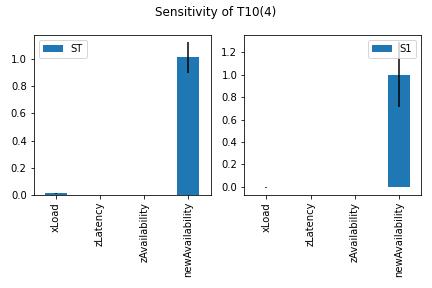 Sensitivity of T10(4)
ST
1.0
0.8
0.6
0.4
0.2
0.0
xLoad
zLatency
zAvailability
newAvailability
S1
1.2
1.0
0.8
0.6
0.4
0.2
0.0
xLoad
zLatency
zAvailability
newAvailability